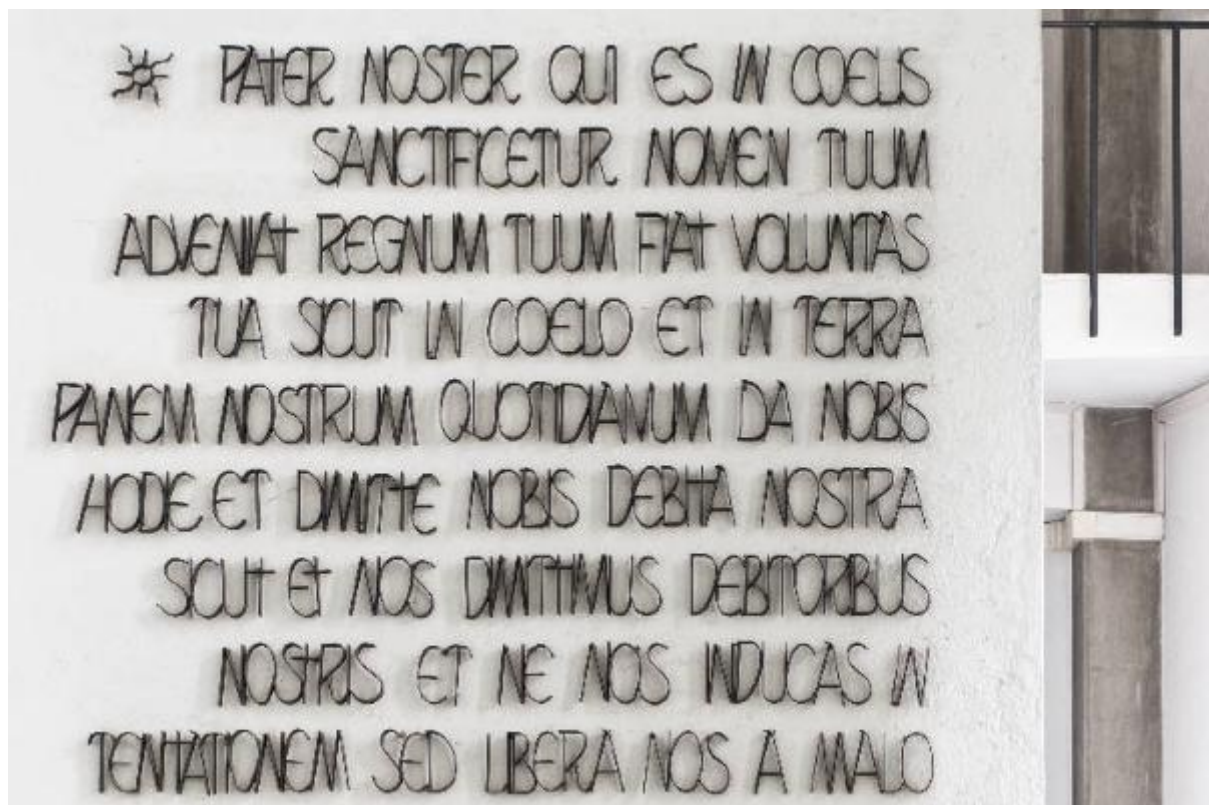 PATER NOSTER QUI ES IN COELIS
SANCTIFICETUR NOMEN TUUM
ADVENIAT REGNUM TUUM FIAT VOLUNTAS
TUA SICUT IN COELO ET IN TERRA
PANEM NOSTRUM QUOTIDIANUM DA NOBIS
HODIE ET DIMITTE NOBIS DEBITA NOSTRA
SICUT ET NOS DIMITTIMUS DEBITORIBUS
NOSTRIS ET NE NOS INDUCAS IN
TENTATIONEM SED LIBERA NOS A MALO